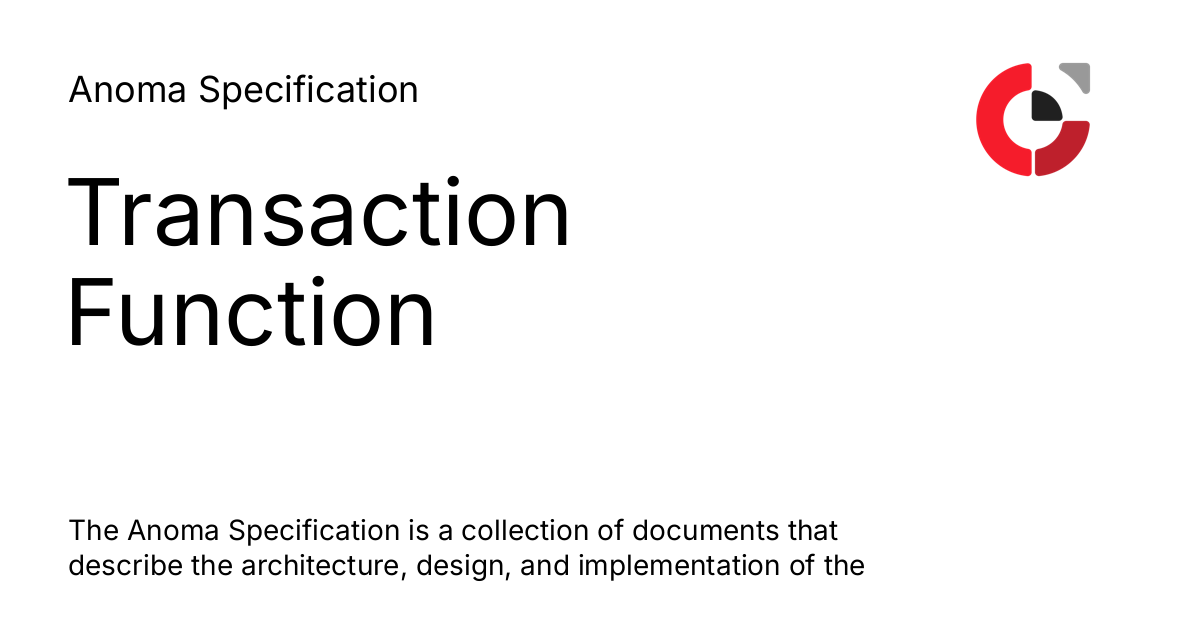 Anoma Specification
Transaction
Function
The Anoma Specification is a collection of documents that
describe the architecture, design, and implementation of the